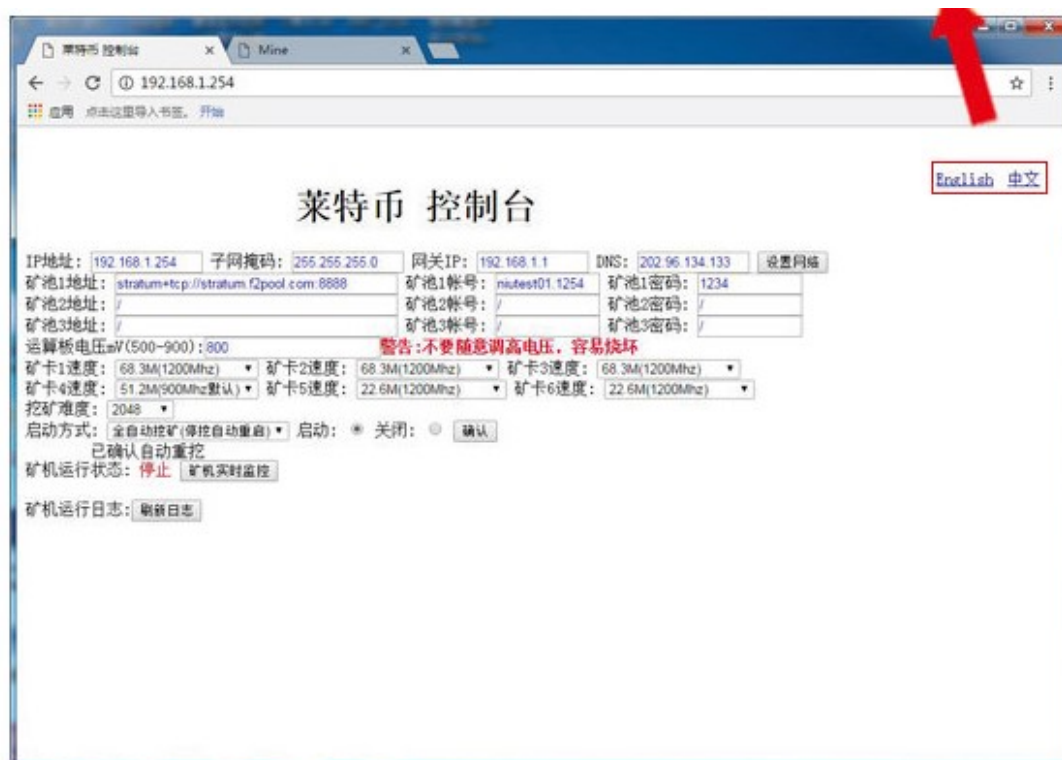 莱特币 控制台 Mine
192.168.1.254
应用 点击这里导入书签。 开始
English 中文
莱特币 控制台
IP地址: 192.168.1.254 子网掩码: 255.255.255.0 网关IP: 192.168.1.1 DNS: 202.96.134.133 设置网络
矿池1地址: stratum+tcp://stratum.f2pool.com:8888 矿池1帐号: niutest01.1254 矿池1密码: 1234
矿池2地址: / 矿池2帐号: / 矿池2密码: /
矿池3地址: / 矿池3帐号: / 矿池3密码: /
运算板电压mV(500-900): 800 警告:不要随意调高电压，容易烧坏
矿卡1速度: 68.3M(1200Mhz) 矿卡2速度: 68.3M(1200Mhz) 矿卡3速度: 68.3M(1200Mhz)
矿卡4速度: 51.2M(900Mhz默认) 矿卡5速度: 22.6M(1200Mhz) 矿卡6速度: 22.6M(1200Mhz)
挖矿难度: 2048
启动方式: 全自动挖矿(停挖自动重启) 启动: 关闭: 确认
已确认自动重挖
矿机运行状态: 停止 矿机实时监控
矿机运行日志: 刷新日志